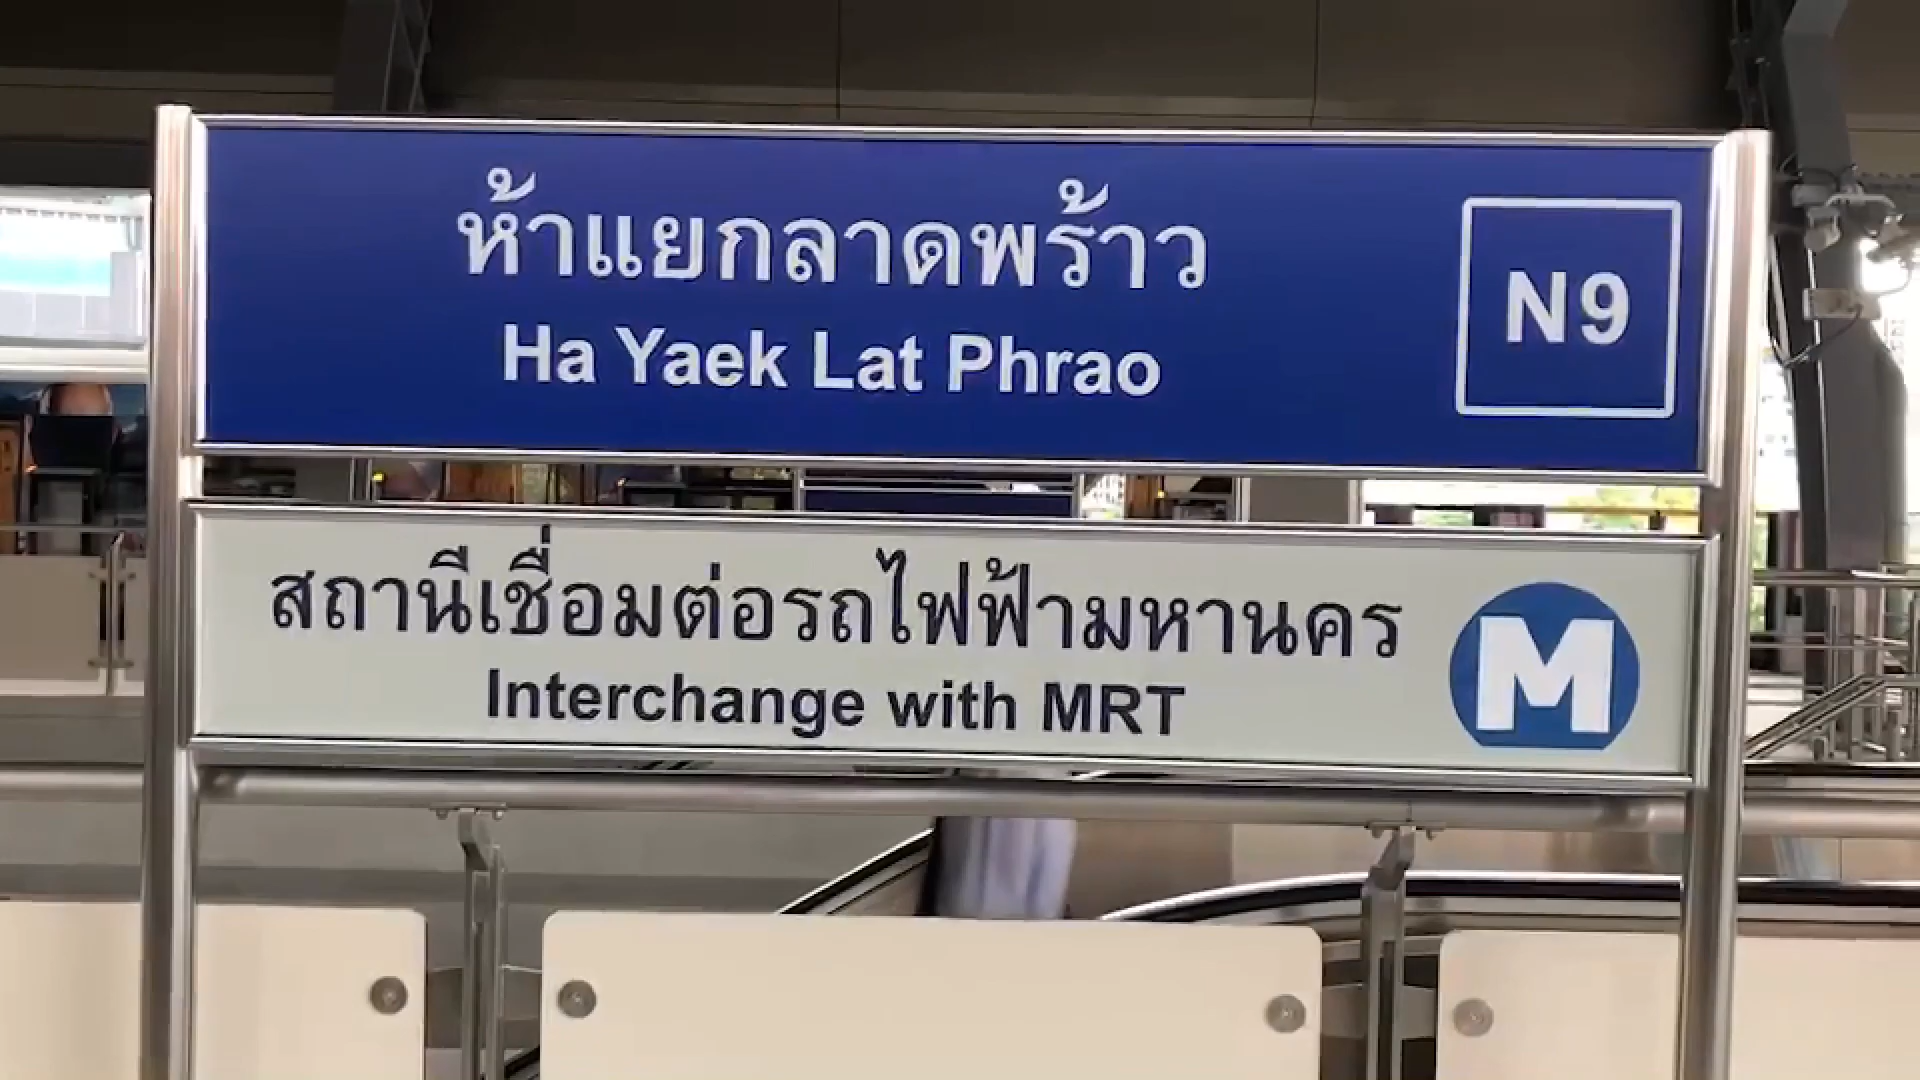 ห้าแยกลาดพร้าว
Ha Yaek Lat Phrao
N9
สถานีเชื่อมต่อรถไฟฟ้ามหานคร
Interchange with MRT
M